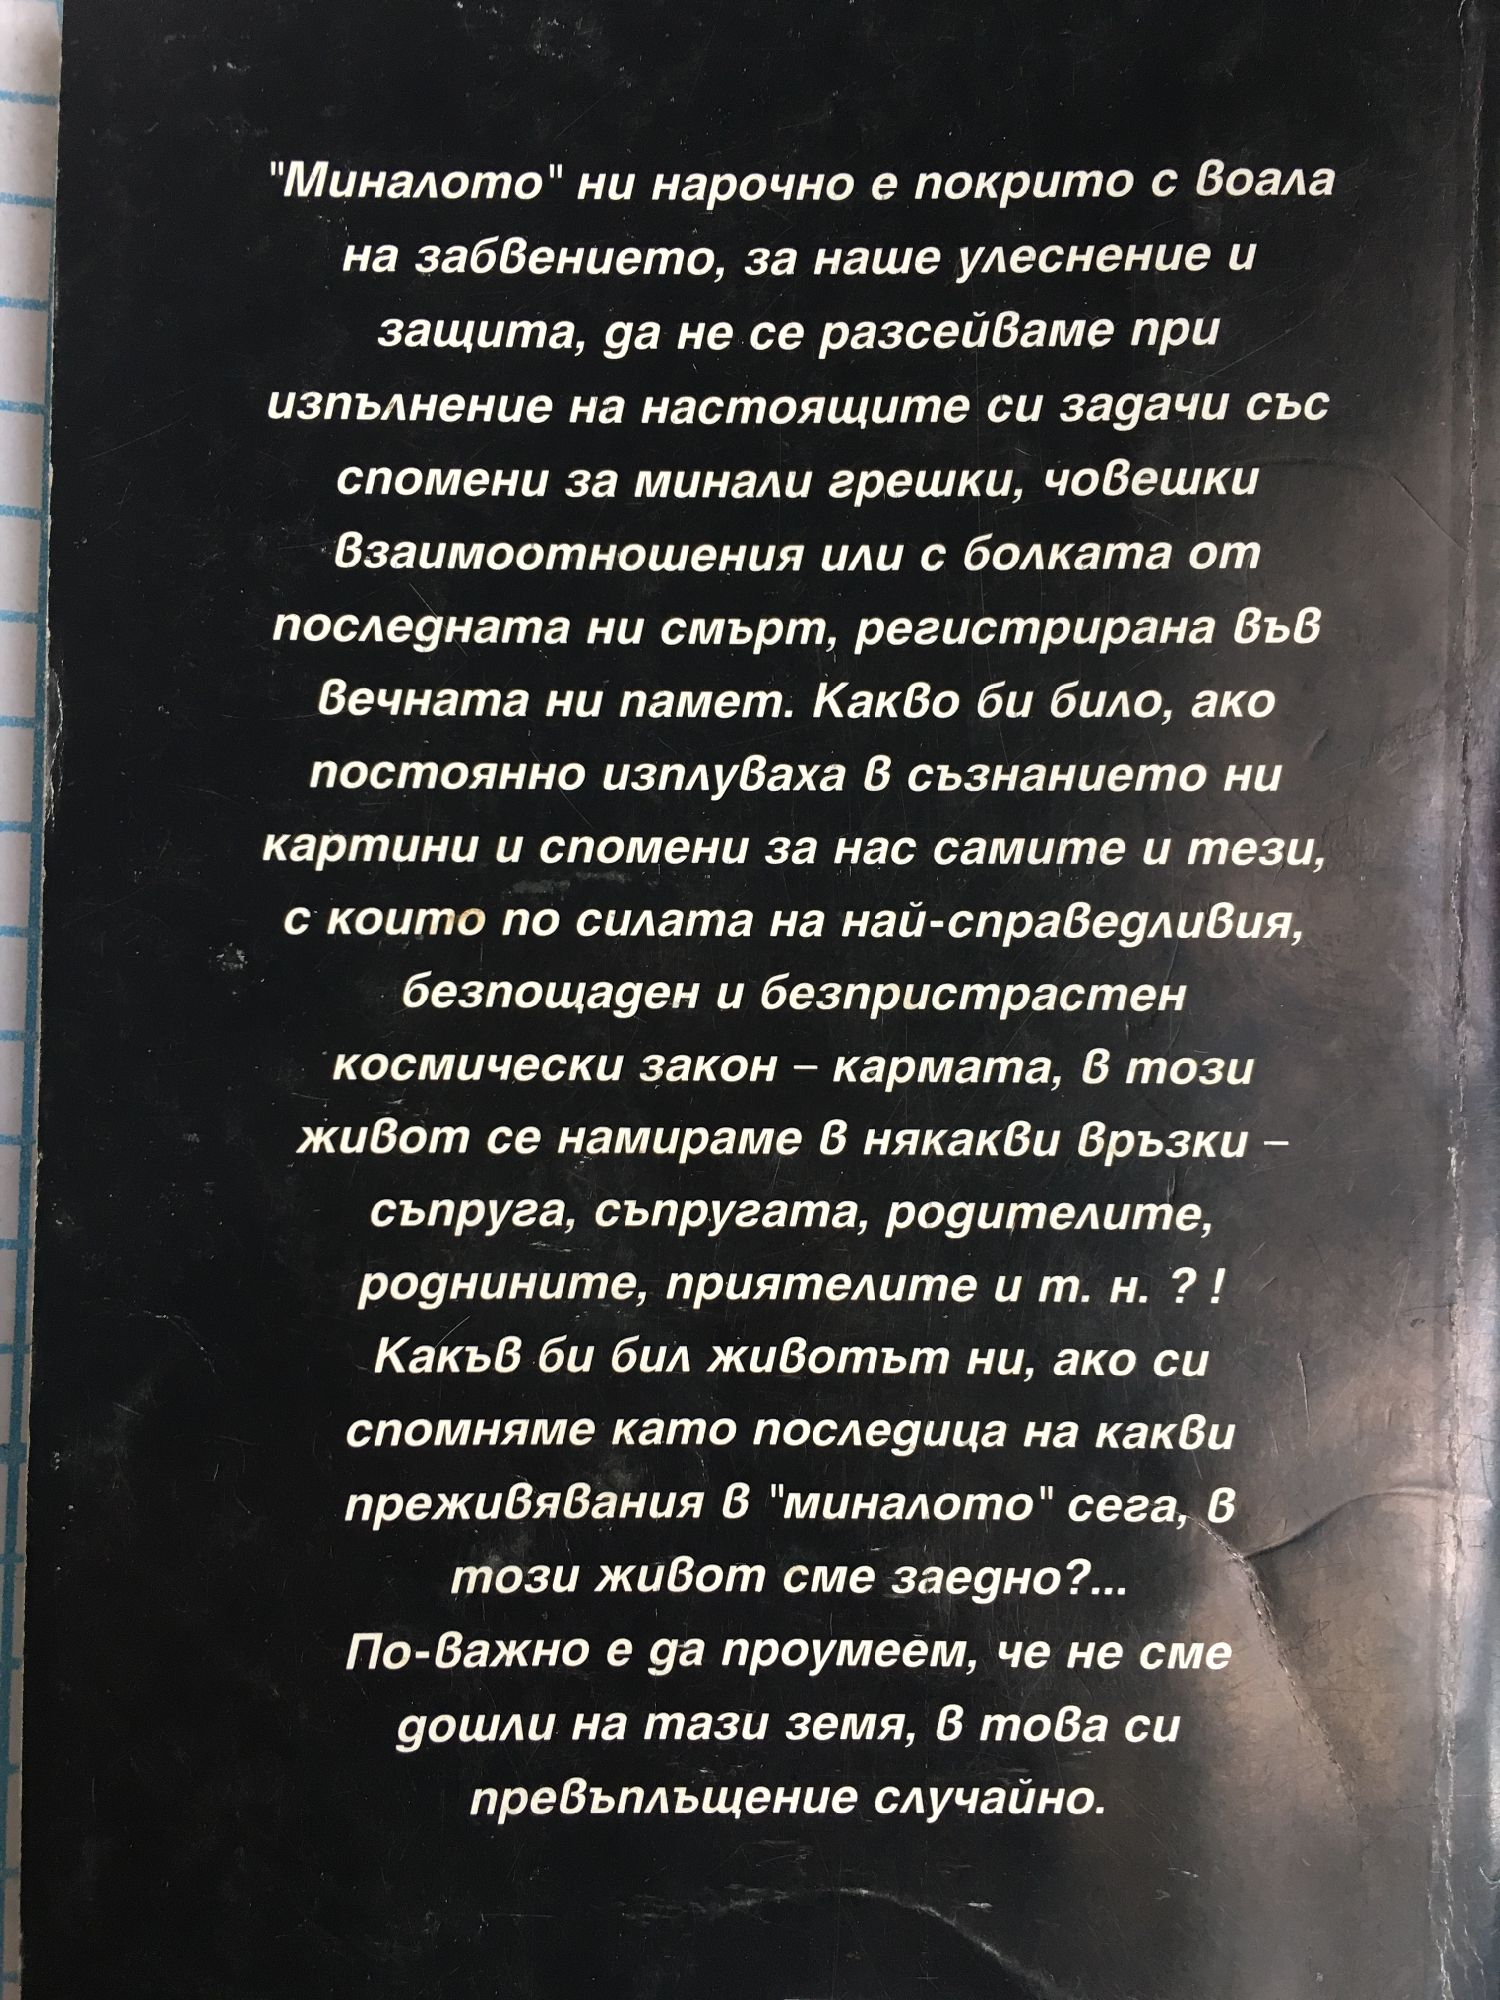 "Миналото" ни нарочно е покрито с воала
на забвението, за наше улеснение и
защита, да не се разсейваме при
изпълнение на настоящите си задачи със
спомени за минали грешки, човешки
взаимоотношения или с болката от
последната ни смърт, регистрирана във
вечната ни памет. Какво би било, ако
постоянно изплуваха в съзнанието ни
картини и спомени за нас самите и тези,
с които по силата на най-справедливия,
безпощаден и безпристрастен
космически закон – кармата, в този
живот се намираме в някакви връзки –
съпруга, съпругата, родителите,
роднините, приятелите и т. н. ? !
Какъв би бил животът ни, ако си
спомняме като последица на какви
преживявания в "миналото" сега, в
този живот сме заедно?...
По-важно е да проумеем, че не сме
дошли на тази земя, в това си
превъплъщение случайно.